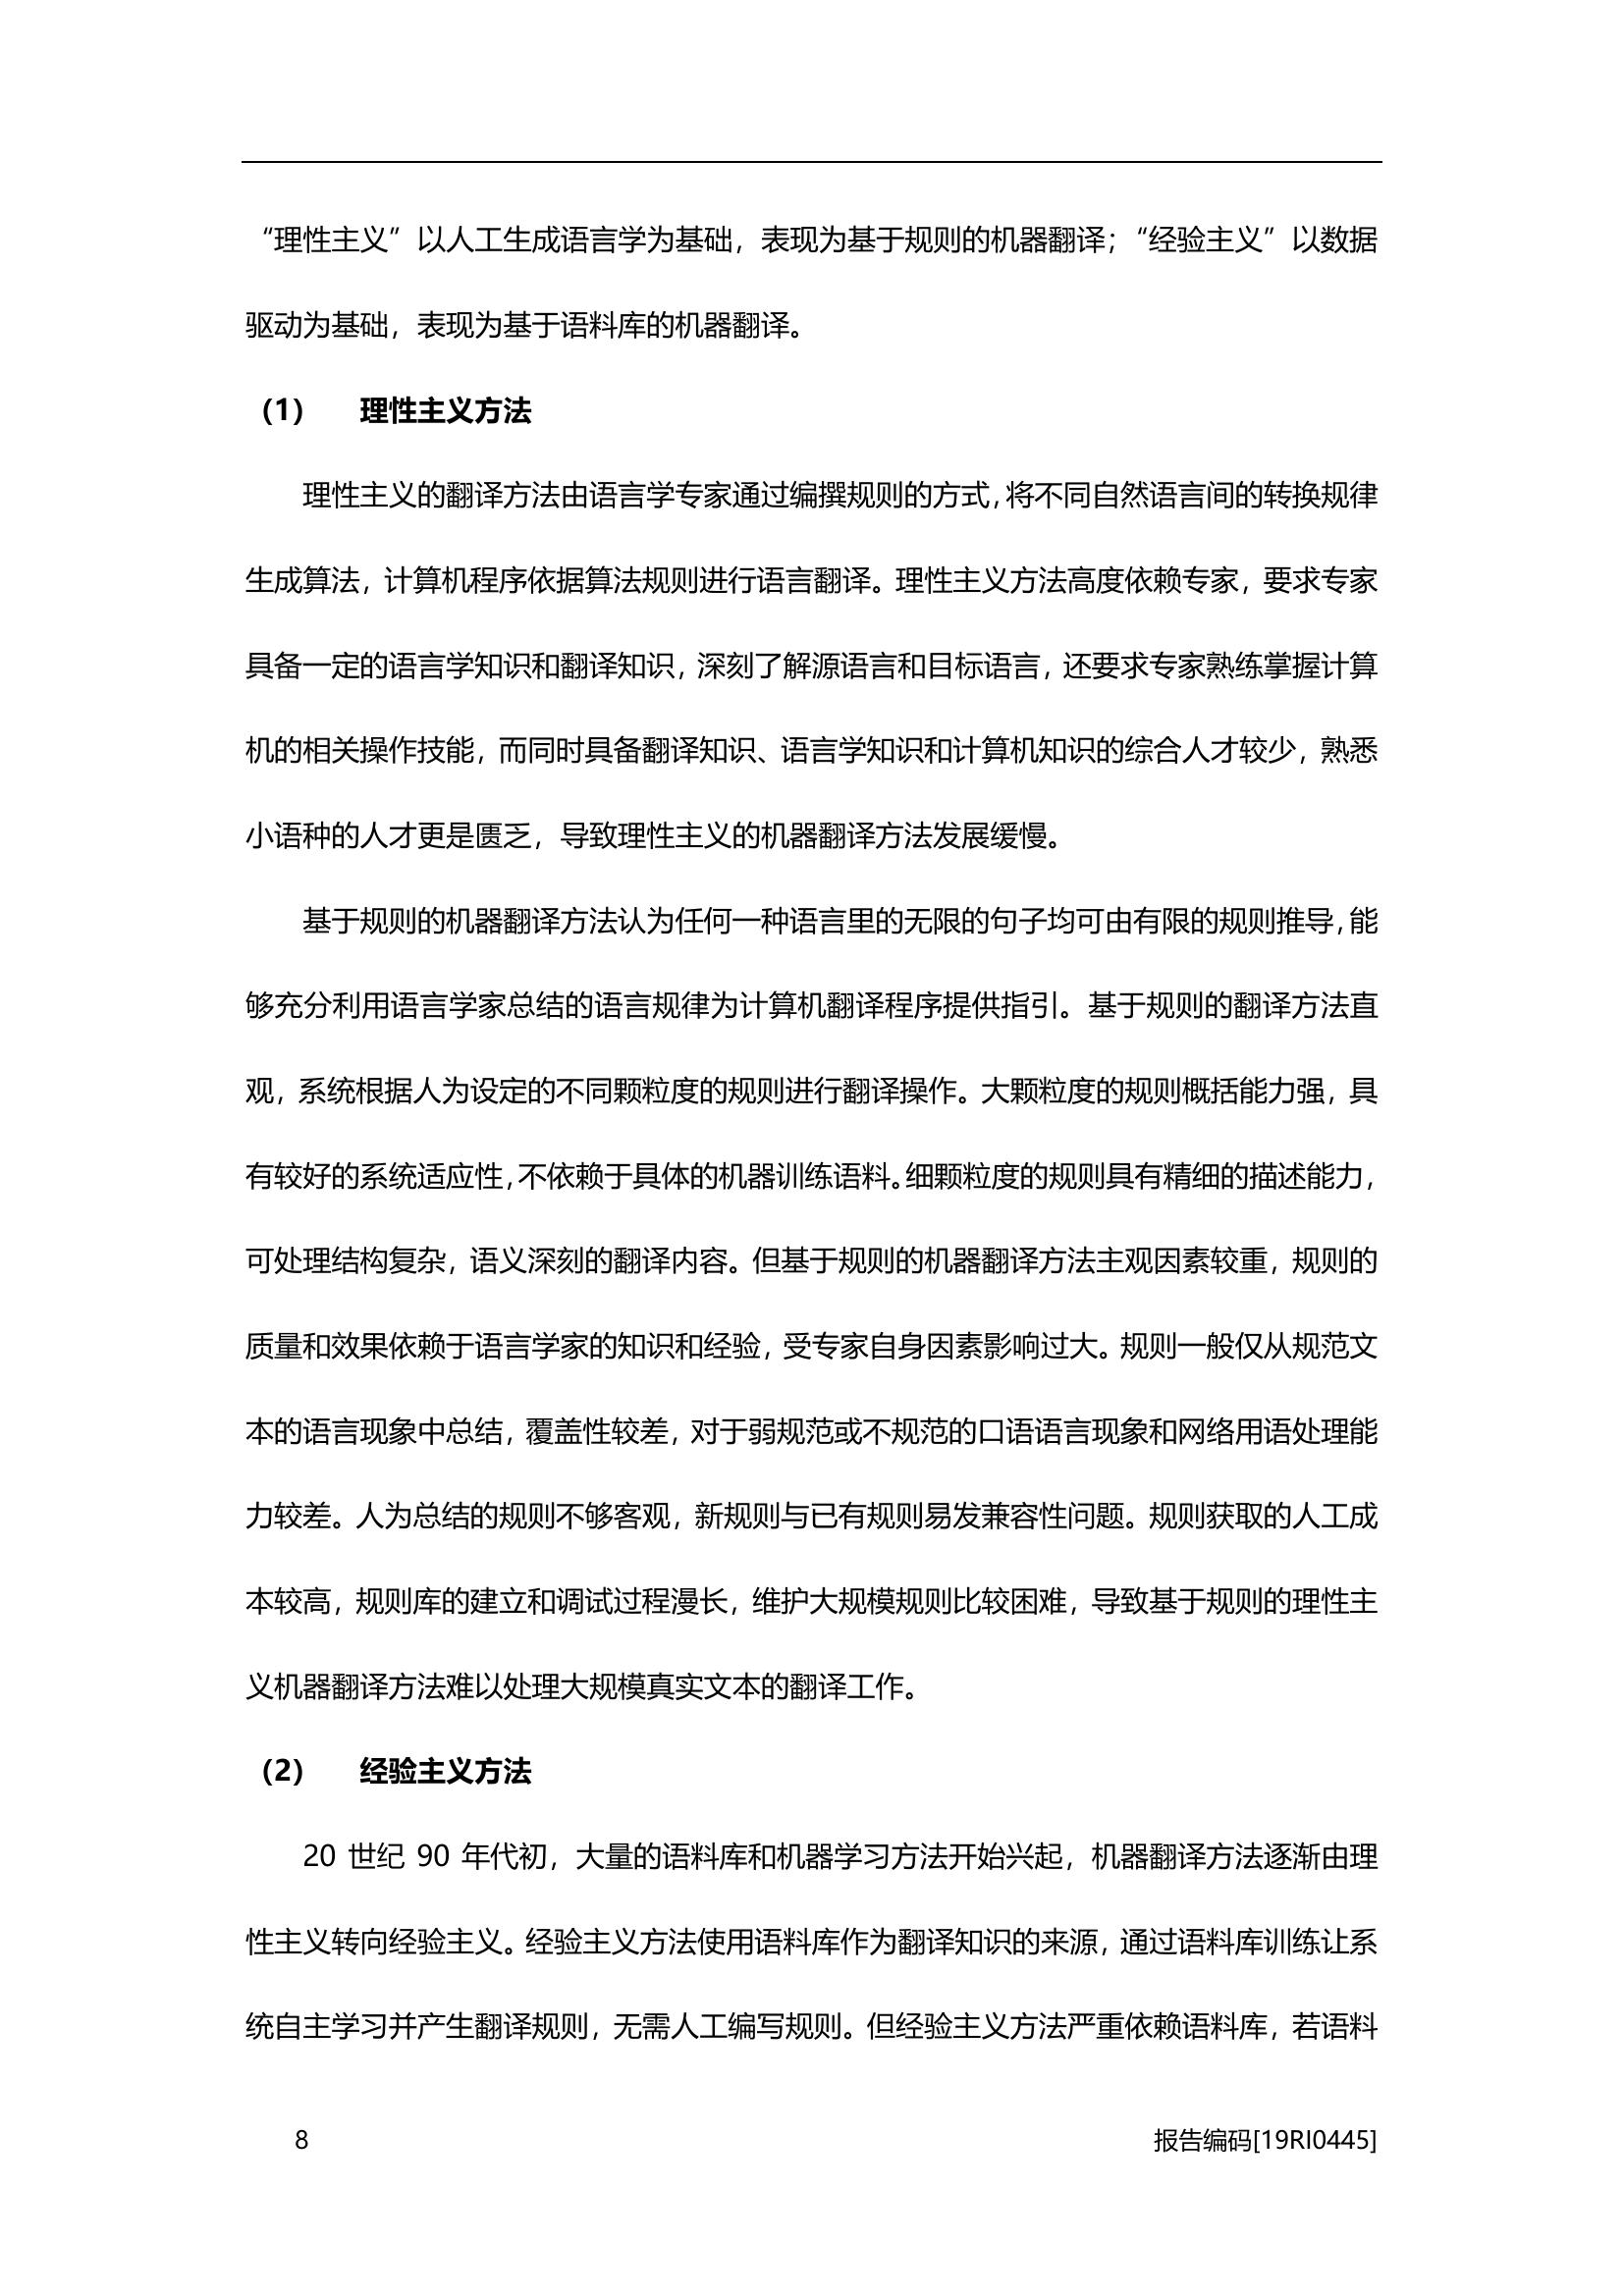 “理性主义”以人工生成语言学为基础，表现为基于规则的机器翻译；“经验主义”以数据
驱动为基础，表现为基于语料库的机器翻译。
（1） 理性主义方法
理性主义的翻译方法由语言学专家通过编撰规则的方式，将不同自然语言间的转换规律
生成算法，计算机程序依据算法规则进行语言翻译。理性主义方法高度依赖专家，要求专家
具备一定的语言学知识和翻译知识，深刻了解源语言和目标语言，还要求专家熟练掌握计算
机的相关操作技能，而同时具备翻译知识、语言学知识和计算机知识的综合人才较少，熟悉
小语种的人才更是匮乏，导致理性主义的机器翻译方法发展缓慢。
基于规则的机器翻译方法认为任何一种语言里的无限的句子均可由有限的规则推导，能
够充分利用语言学家总结的语言规律为计算机翻译程序提供指引。基于规则的翻译方法直
观，系统根据人为设定的不同颗粒度的规则进行翻译操作。大颗粒度的规则概括能力强，具
有较好的系统适应性，不依赖于具体的机器训练语料。细颗粒度的规则具有精细的描述能力，
可处理结构复杂，语义深刻的翻译内容。但基于规则的机器翻译方法主观因素较重，规则的
质量和效果依赖于语言学家的知识和经验，受专家自身因素影响过大。规则一般仅从规范文
本的语言现象中总结，覆盖性较差，对于弱规范或不规范的口语语言现象和网络用语处理能
力较差。人为总结的规则不够客观，新规则与已有规则易发兼容性问题。规则获取的人工成
本较高，规则库的建立和调试过程漫长，维护大规模规则比较困难，导致基于规则的理性主
义机器翻译方法难以处理大规模真实文本的翻译工作。
（2） 经验主义方法
20 世纪 90 年代初，大量的语料库和机器学习方法开始兴起，机器翻译方法逐渐由理
性主义转向经验主义。经验主义方法使用语料库作为翻译知识的来源，通过语料库训练让系
统自主学习并产生翻译规则，无需人工编写规则。但经验主义方法严重依赖语料库，若语料
8 报告编码[19RI0445]